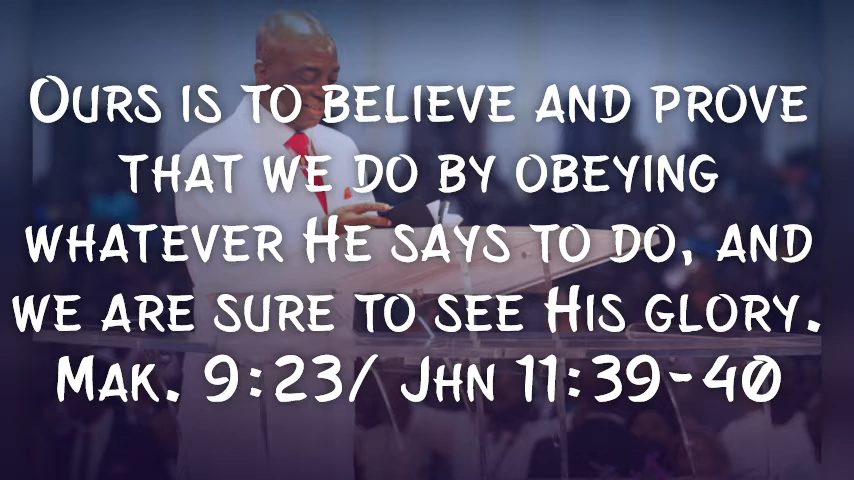 Ours is to believe and prove
that we do by obeying
whatever He says to do, and
we are sure to see His glory.
Mak. 9:23/ Jhn 11:39-40